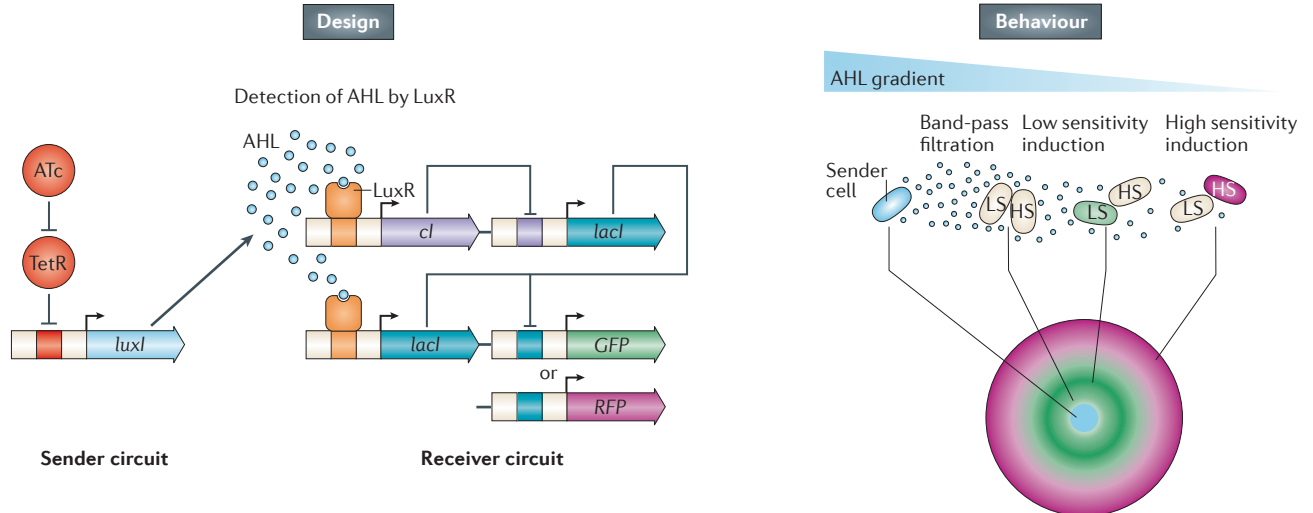 Design
Detection of AHL by LuxR
AHL
LuxR
ATc
TetR
luxI
cI
lacI
lacI
GFP
or
RFP
Sender circuit
Receiver circuit
Behaviour
AHL gradient
Band-pass
filtration
Low sensitivity
induction
High sensitivity
induction
Sender
cell
LS
HS
LS
HS
LS
HS